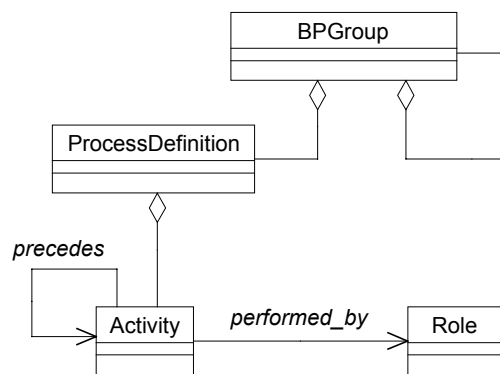 BPGroup
ProcessDefinition
precedes
Activity
performed_by
Role